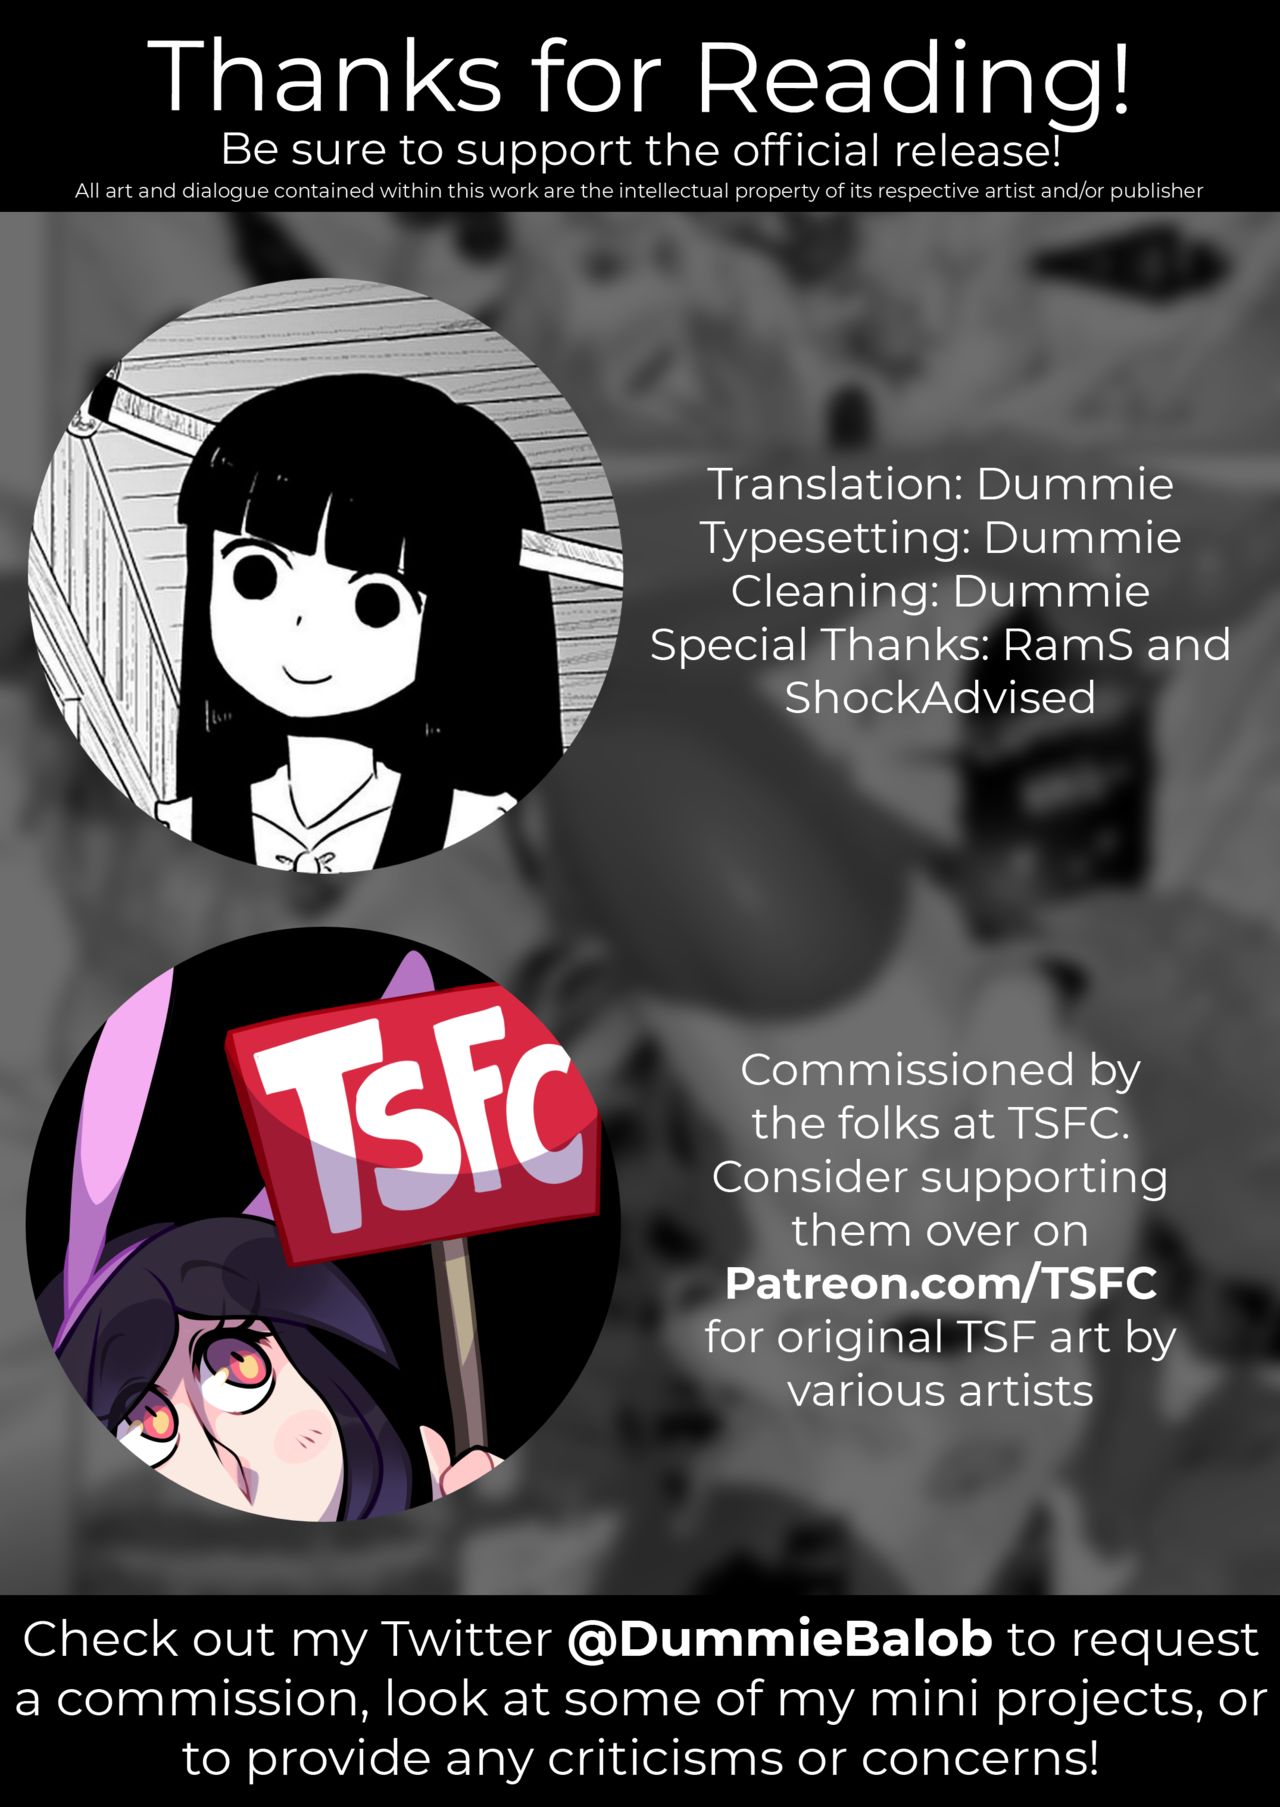 Thanks for Reading!
Be sure to support the official release!
All art and dialogue contained within this work are the intellectual property of its respective artist and/or publisher
Translation: Dummie
Typesetting: Dummie
Cleaning: Dummie
Special Thanks: RamS and
ShockAdvised
TSFC
Commissioned by
the folks at TSFC.
Consider supporting
them over on
Patreon.com/TSFC
for original TSF art by
various artists
Check out my Twitter @DummieBalob to request
a commission, look at some of my mini projects, or
to provide any criticisms or concerns!